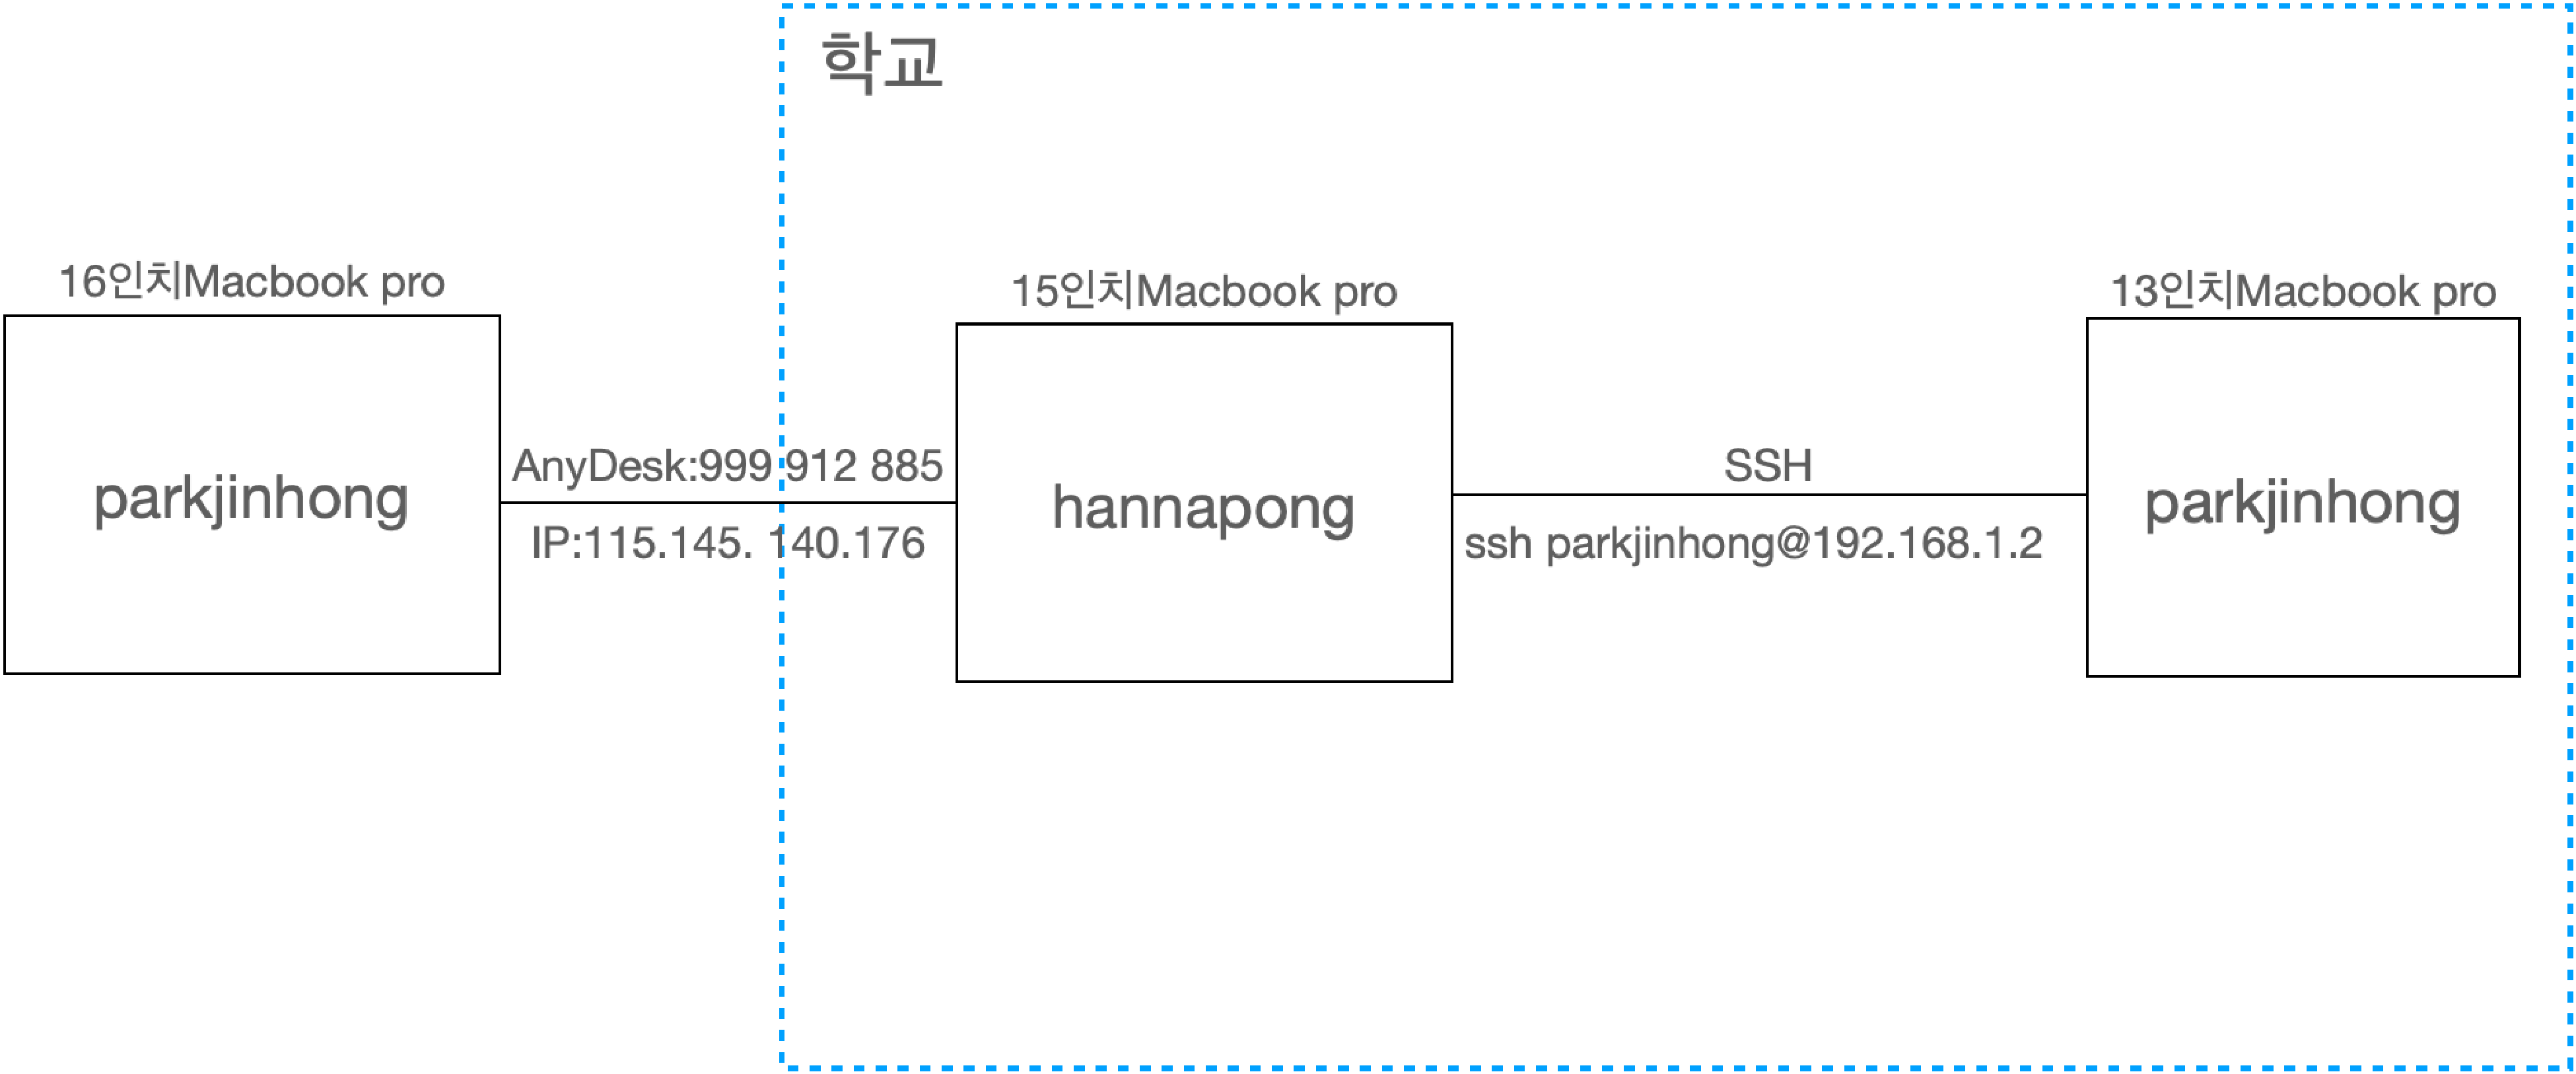 학교
16인치Macbook pro
parkjinhong
AnyDesk:999 912 885
IP:115.145. 140.176
15인치Macbook pro
hannapong
SSH
ssh parkjinhong@192.168.1.2
13인치Macbook pro
parkjinhong